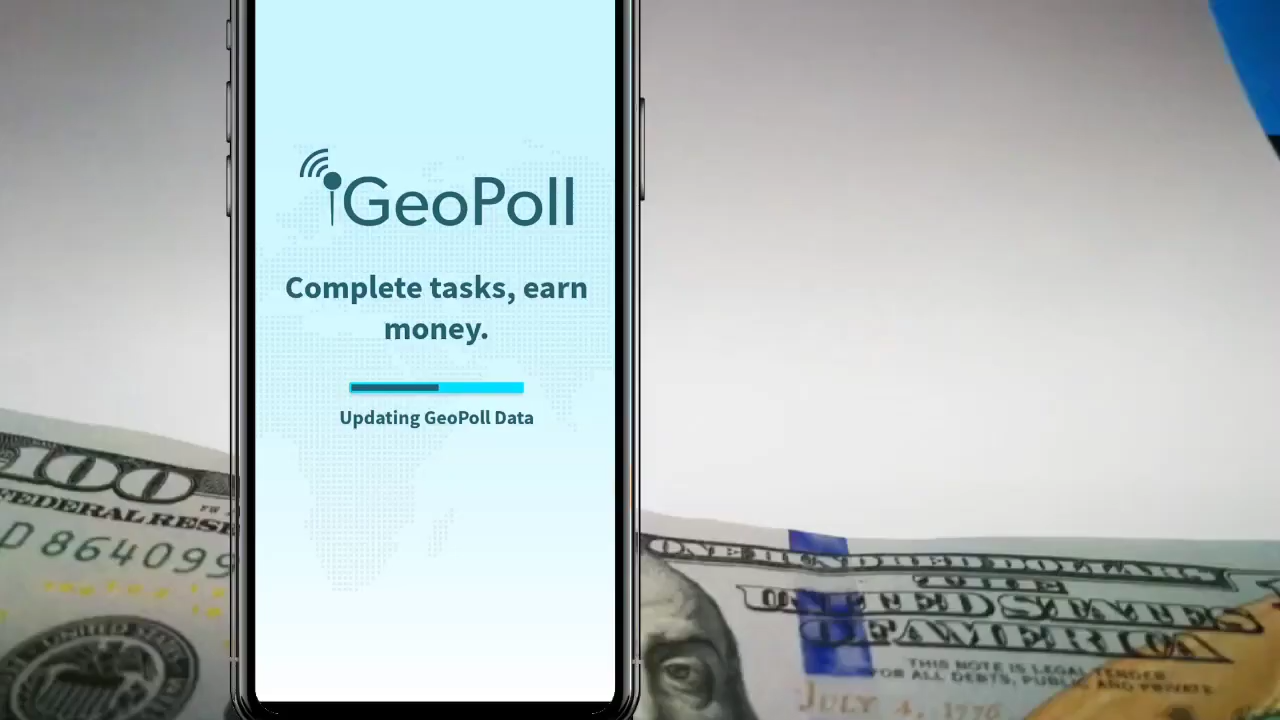 GeoPoll
Complete tasks, earn
money.
Updating GeoPoll Data
100
FEDERAL RESE
D 864099
UNITED STATES
OF AMERICA
THIS NOTE IS LEGAL TENDER
FOR ALL DEBTS, PUBLIC AND PRIVATE
JULY 4, 1776